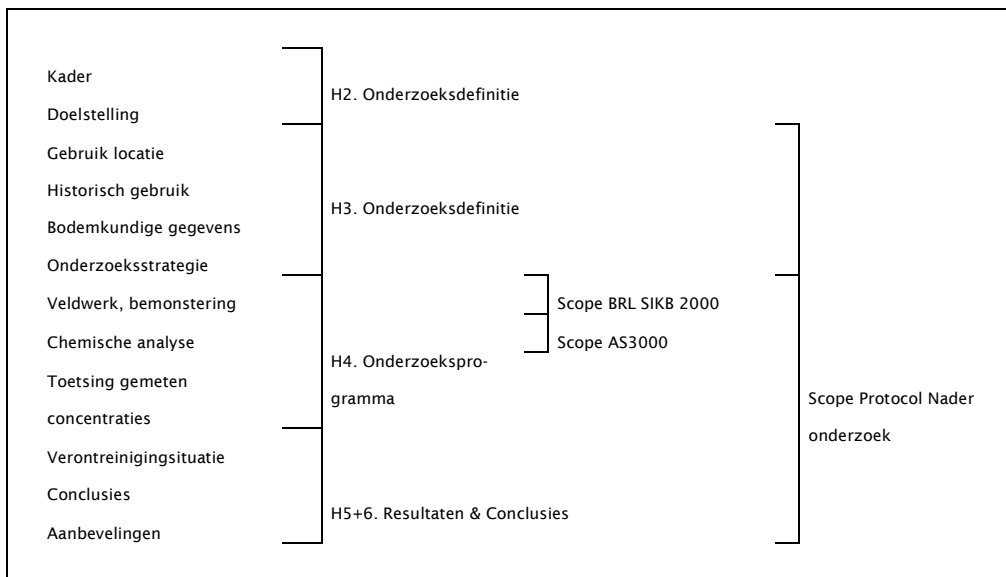 Kader
Doelstelling
H2. Onderzoeksdefinitie
Gebruik locatie
Historisch gebruik
Bodemkundige gegevens
Onderzoeksstrategie
H3. Onderzoeksdefinitie
Veldwerk, bemonstering
Chemische analyse
Toetsing gemeten
concentraties
H4. Onderzoekspro-
gramma
Scope BRL SIKB 2000
Scope AS3000
Verontreinigingsituatie
Conclusies
Aanbevelingen
H5+6. Resultaten & Conclusies
Scope Protocol Nader
onderzoek